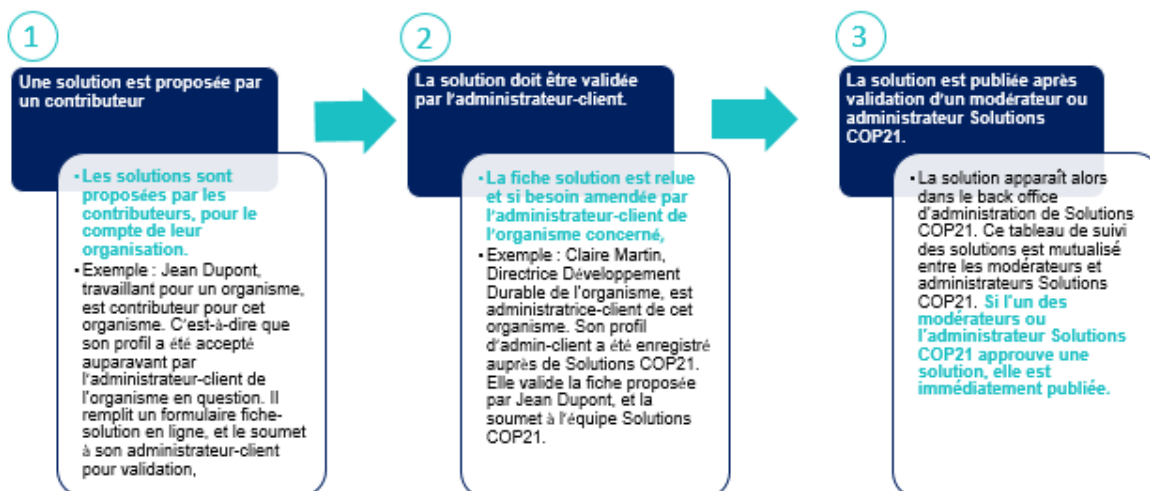 1
Une solution est proposée par
un contributeur
• Les solutions sont
proposées par les
contributeurs, pour le
compte de leur
organisation.
• Exemple : Jean Dupont,
travaillant pour un organisme,
est contributeur pour cet
organisme. C'est-à-dire que
son profil a été accepté
auparavant par
l'administrateur-client de
l'organisme en question. Il
remplit un formulaire fiche-
solution en ligne, et le soumet
à son administrateur-client
pour validation,
2
La solution doit être validée
par l'administrateur-client.
• La fiche solution est relue
et si besoin amendée par
l'administrateur-client de
l'organisme concerné,
• Exemple : Claire Martin,
Directrice Développement
Durable de l'organisme, est
administratrice-client de cet
organisme. Son profil
d'admin-client a été enregistré
auprès de Solutions COP21.
Elle valide la fiche proposée
par Jean Dupont, et la
soumet à l'équipe Solutions
COP21.
3
La solution est publiée après
validation d'un modérateur ou
administrateur Solutions
COP21.
• La solution apparaît alors
dans le back office
d'administration de Solutions
COP21. Ce tableau de suivi
des solutions est mutualisé
entre les modérateurs et
administrateurs Solutions
COP21. Si l'un des
modérateurs ou
l'administrateur Solutions
COP21 approuve une
solution, elle est
immédiatement publiée.